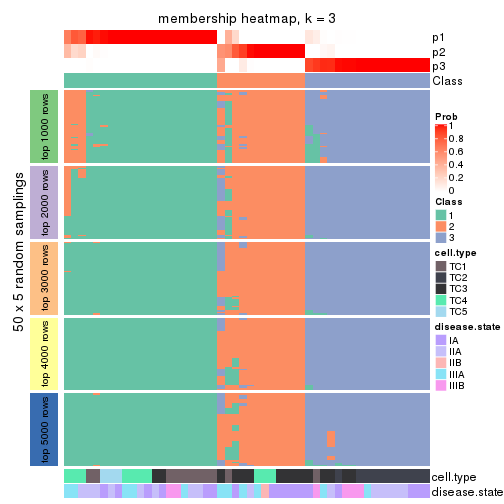 membership heatmap, k = 3
p1
p2
p3
Class
50 x 5 random samplings
top 1000 rows
top 2000 rows
top 3000 rows
top 4000 rows
top 5000 rows
cell.type
disease.state
Prob
1
0.8
0.6
0.4
0.2
0
Class
1
2
3
cell.type
TC1
TC2
TC3
TC4
TC5
disease.state
IA
IIA
IIB
IIIA
IIIB